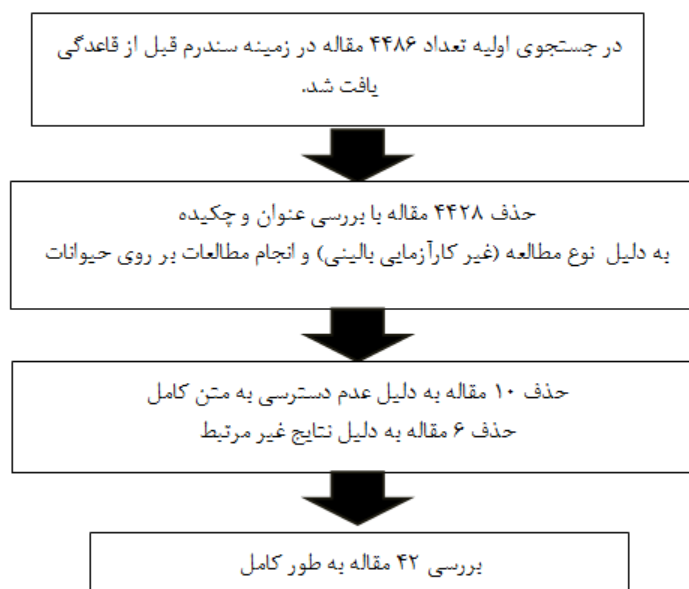 در جستجوی اولیه تعداد ۴۴۸۶ مقاله در زمینه سندرم قبل از قاعدگی
یافت شد.
حذف ۴۴۲۸ مقاله با بررسی عنوان و چکیده
به دلیل نوع مطالعه (غیر کارآزمایی بالینی) و انجام مطالعات بر روی حیوانات
حذف ۱۰ مقاله به دلیل عدم دسترسی به متن کامل
حذف ۶ مقاله به دلیل نتایج غیر مرتبط
بررسی ۴۲ مقاله به طور کامل